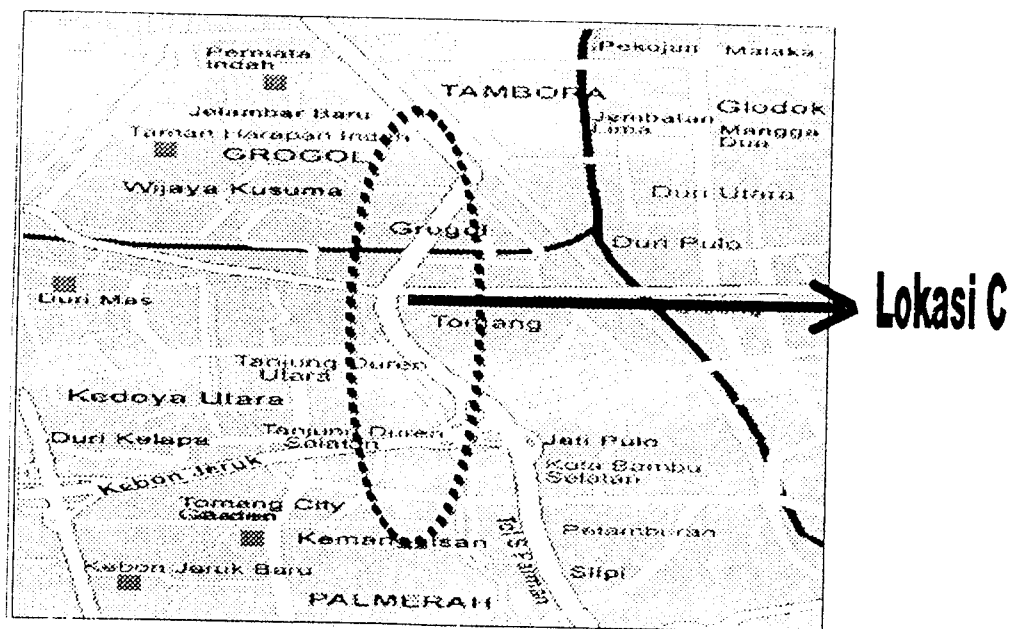 Pekojan
Malaka
Permata
Indah
TAMBORA
Glodok
Jelambar Baru
Jembatan
Lima
Mangga
Dua
Taman Harapan Indah
GROGOL
Wijaya Kusuma
Duri Utara
Grogol
Duri Pulo
Duri Mas
Lokasi C
Tomang
Tanjung Duren
Utara
Kedoya Utara
Tanjung Duren
Selatan
Duri Kelapa
Jati Pulo
Kota Bambu
Selatan
Kebon Jeruk
Tomang City
Gaarden
Kemanggisan
Petamburan
Slipi
Kebon Jeruk Baru
PALMERAH